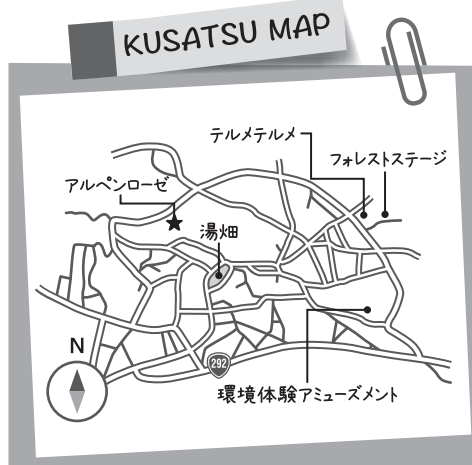 KUSATSU MAP
テルメテルメ
フォレストステージ
アルペンローゼ
湯畑
N
292
環境体験アミューズメント